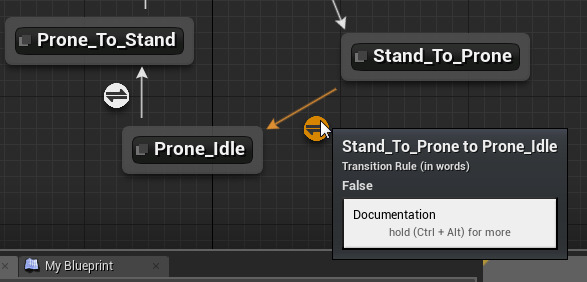 Prone_To_Stand
Stand_To_Prone
Prone_Idle
Stand_To_Prone to Prone_Idle
Transition Rule (in words)
False
Documentation
hold (Ctrl + Alt) for more
My Blueprint